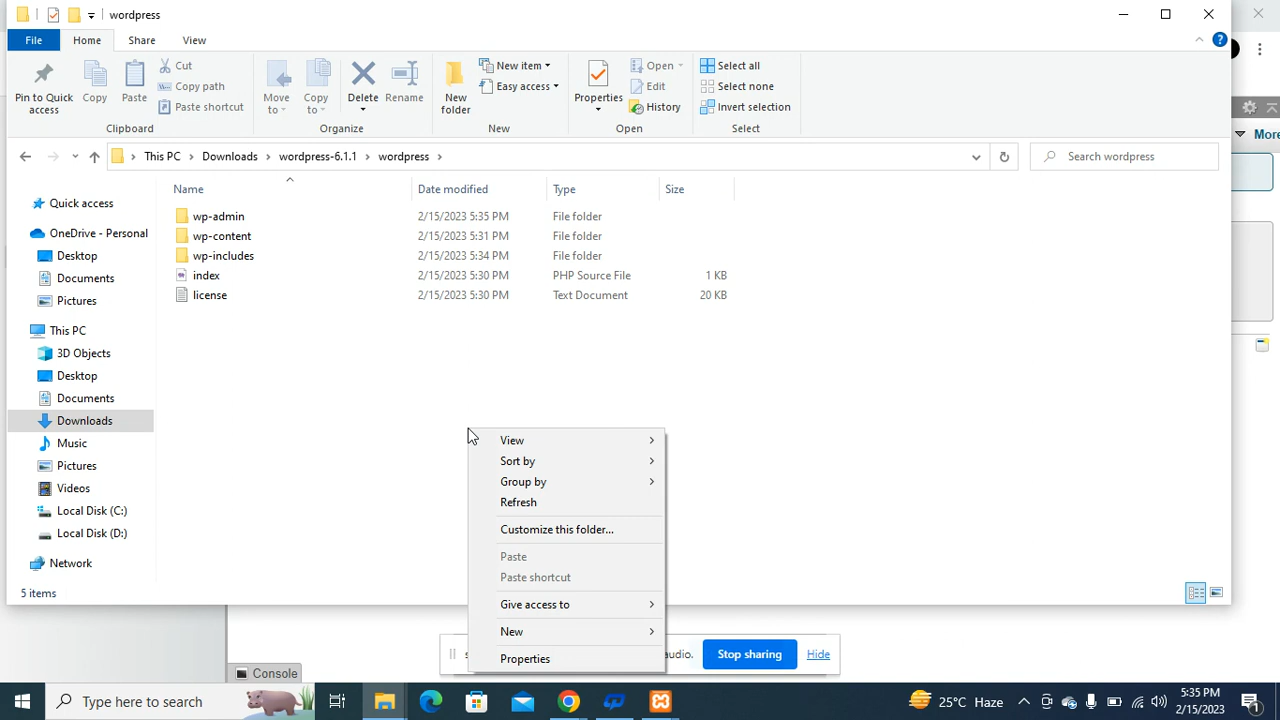 wordpress
File
Home
Share
View
Pin to Quick access
Copy
Paste
Cut
Copy path
Paste shortcut
Clipboard
Move to
Copy to
Delete
Rename
Organize
New folder
New item
Easy access
New
Properties
Open
Edit
History
Open
Select all
Select none
Invert selection
Select
More
This PC
Downloads
wordpress-6.1.1
wordpress
Search wordpress
Name
Date modified
Type
Size
wp-admin 2/15/2023 5:35 PM File folder
wp-content 2/15/2023 5:31 PM File folder
wp-includes 2/15/2023 5:34 PM File folder
index 2/15/2023 5:30 PM PHP Source File 1 KB
license 2/15/2023 5:30 PM Text Document 20 KB
Quick access
OneDrive - Personal
Desktop
Documents
Pictures
This PC
3D Objects
Desktop
Documents
Downloads
Music
Pictures
Videos
Local Disk (C:)
Local Disk (D:)
Network
5 items
View
Sort by
Group by
Refresh
Customize this folder...
Paste
Paste shortcut
Give access to
New
Properties
audio.
Stop sharing
Hide
Console
Type here to search
25°C Haze
5:35 PM
2/15/2023
1